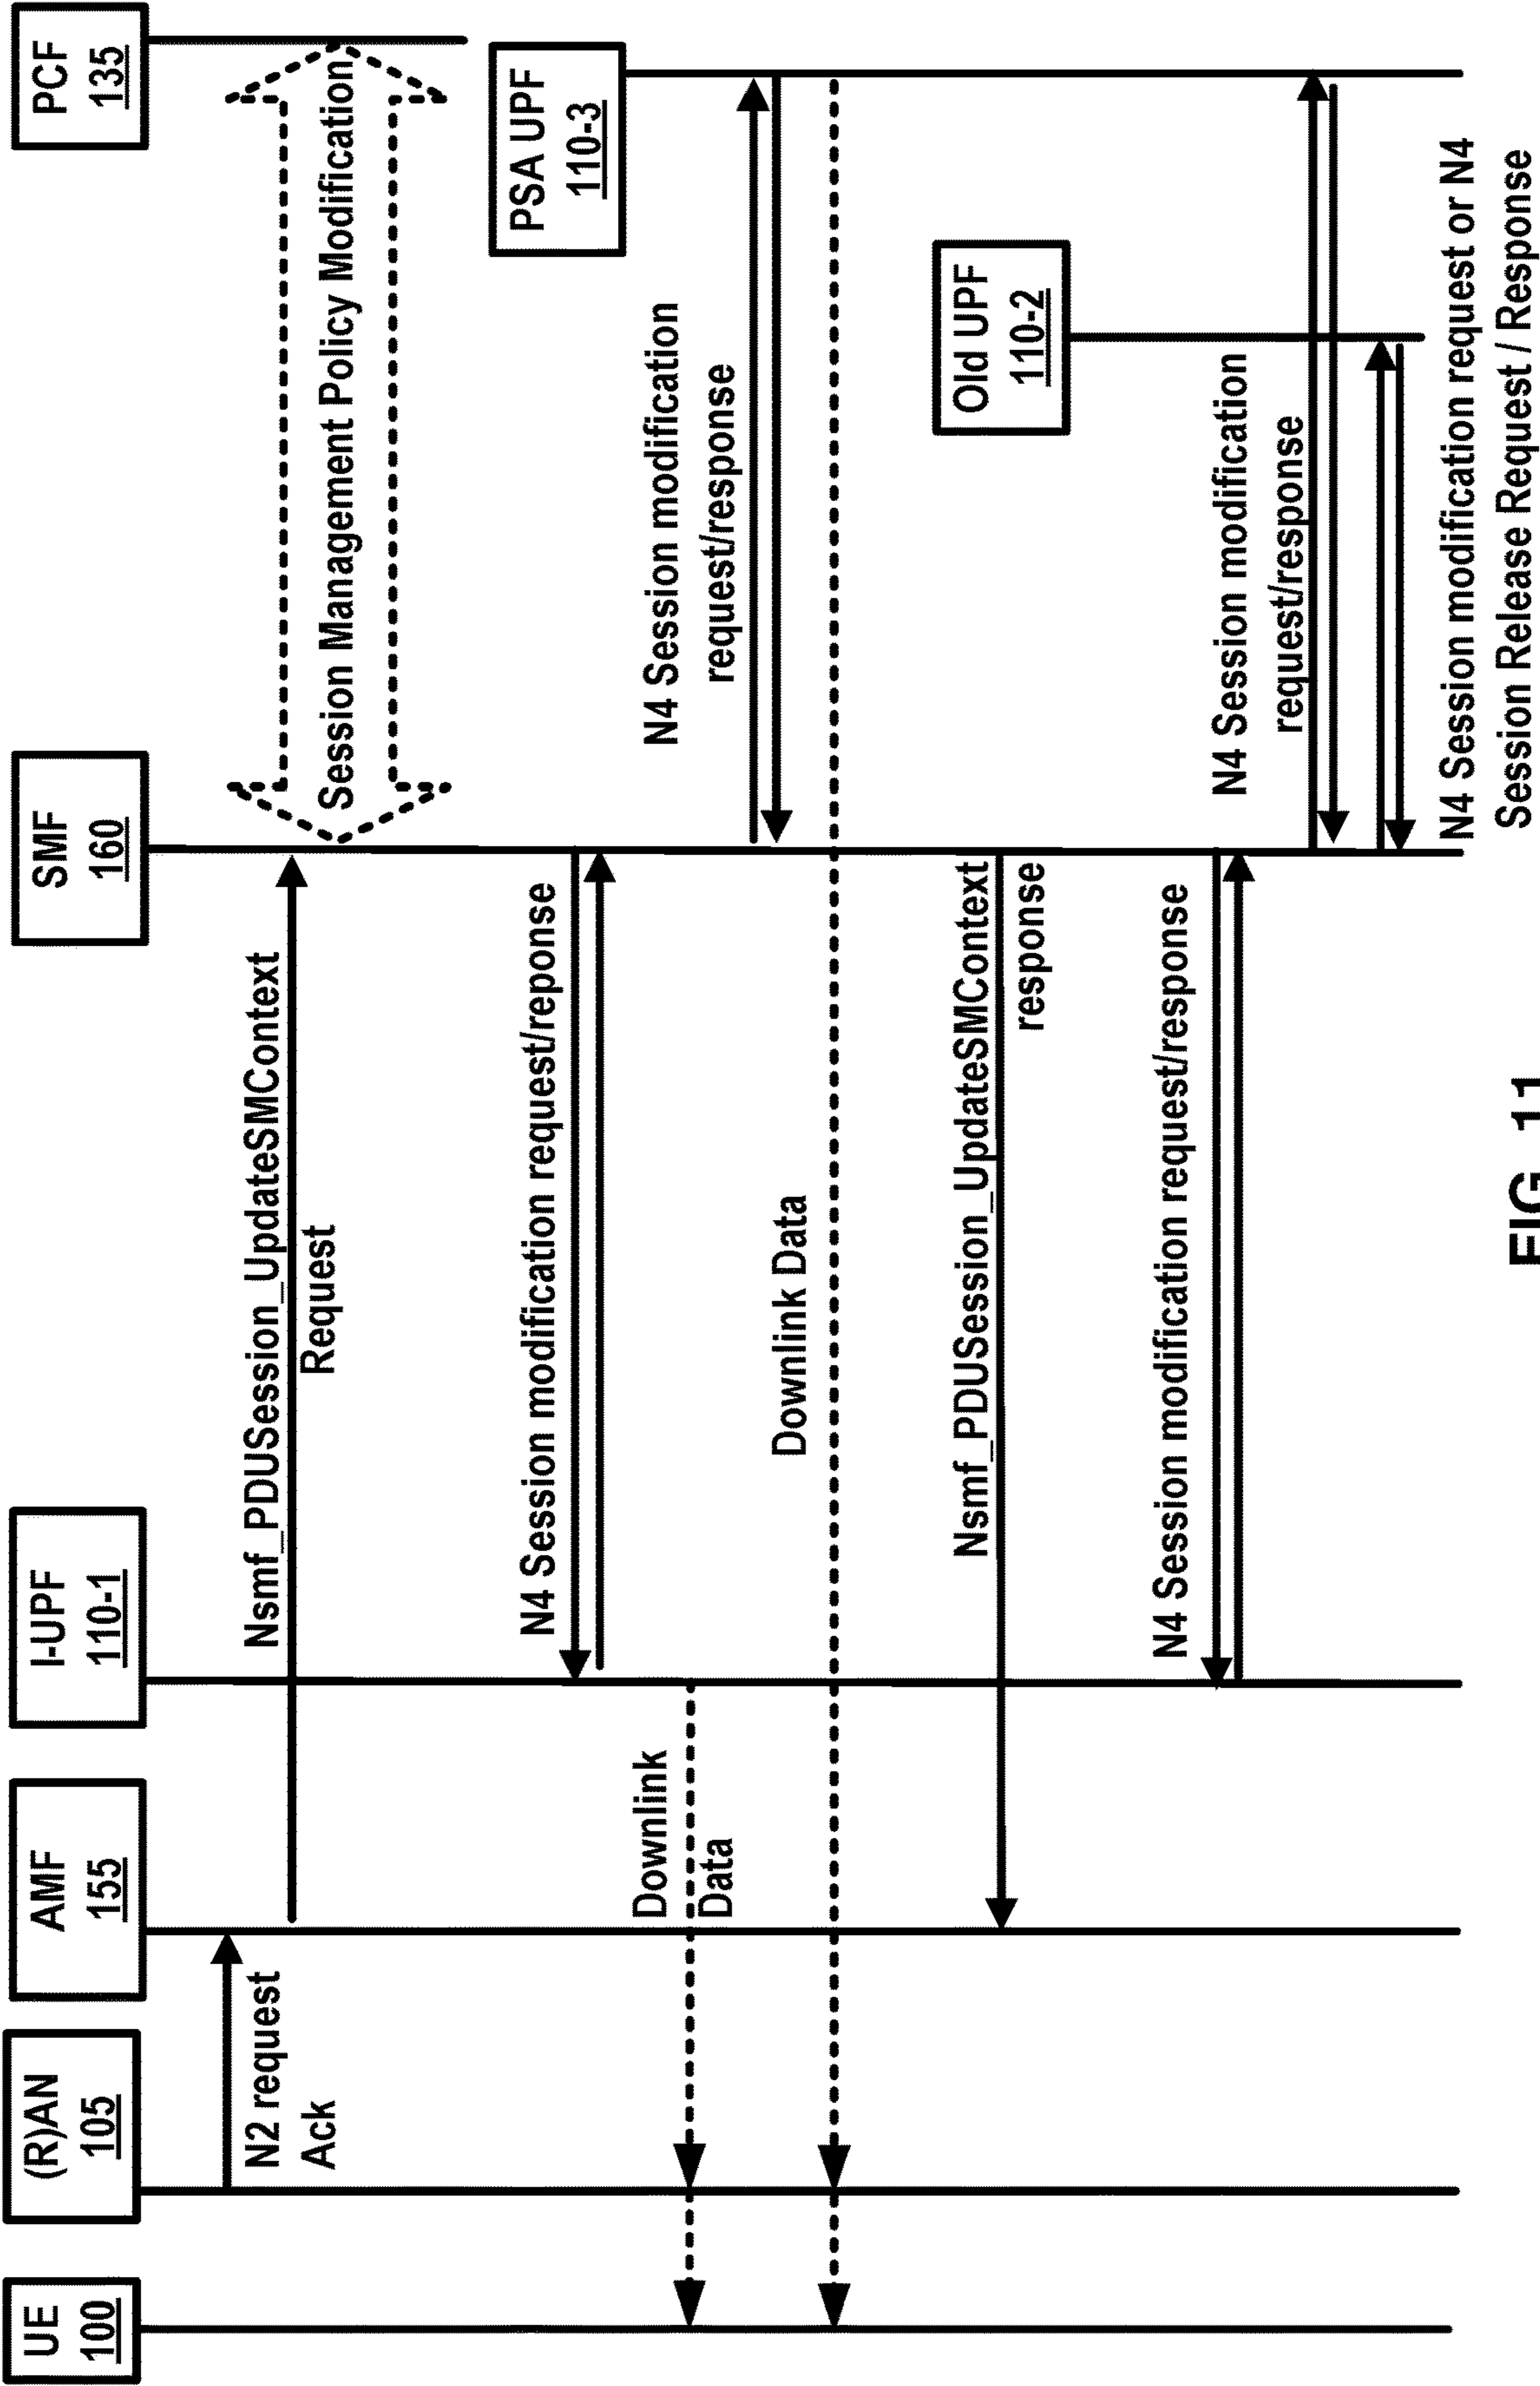 UE
100
(R)AN
105
AMF
155
I-UPF
110-1
SMF
160
PCF
135
N2 request
Ack
Nsmf_PDUSession_UpdateSMContext
Request
Session Management Policy Modification
N4 Session modification request/reponse
PSA UPF
110-3
Downlink
Data
N4 Session modification
request/response
Downlink Data
Old UPF
110-2
Nsmf_PDUSession_UpdateSMContext
response
N4 Session modification request/response
N4 Session modification
request/response
N4 Session modification request or N4
Session Release Request / Response
FIG. 11